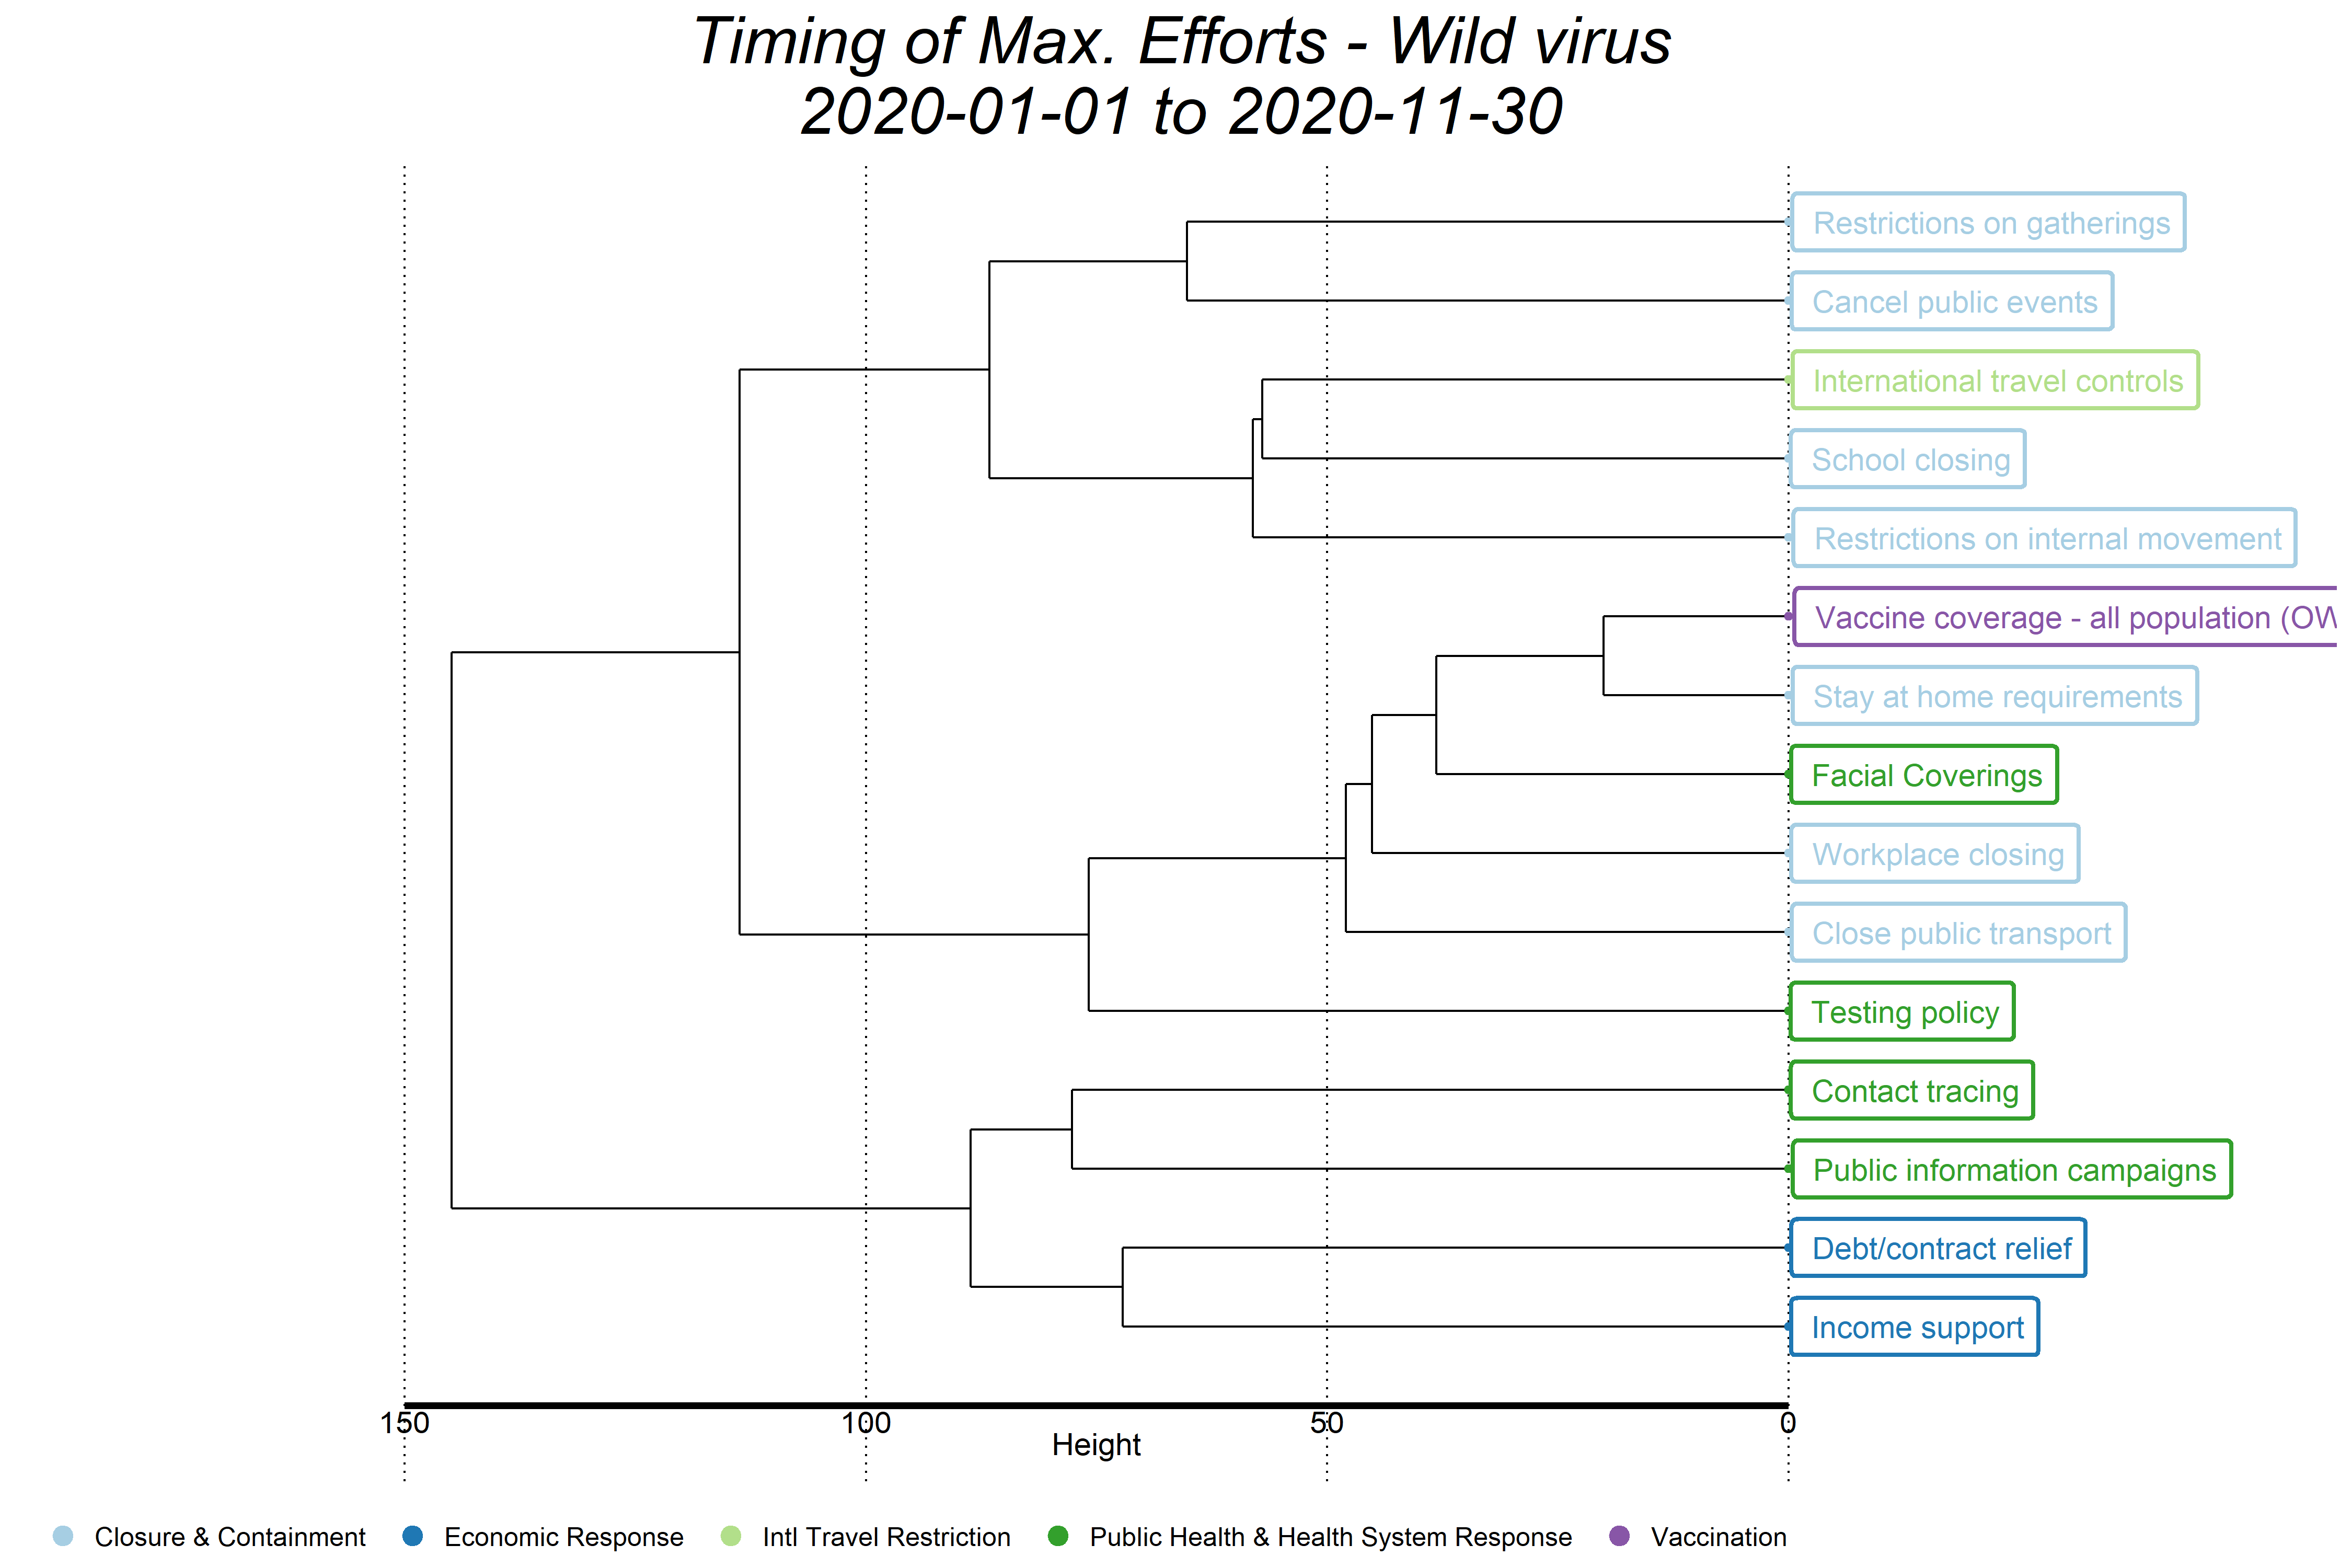 Timing of Max. Efforts - Wild virus
2020-01-01 to 2020-11-30
Restrictions on gatherings
Cancel public events
International travel controls
School closing
Restrictions on internal movement
Vaccine coverage - all population (OW
Stay at home requirements
Facial Coverings
Workplace closing
Close public transport
Testing policy
Contact tracing
Public information campaigns
Debt/contract relief
Income support
150 100 50 0
Height
Closure & Containment Economic Response Intl Travel Restriction Public Health & Health System Response Vaccination